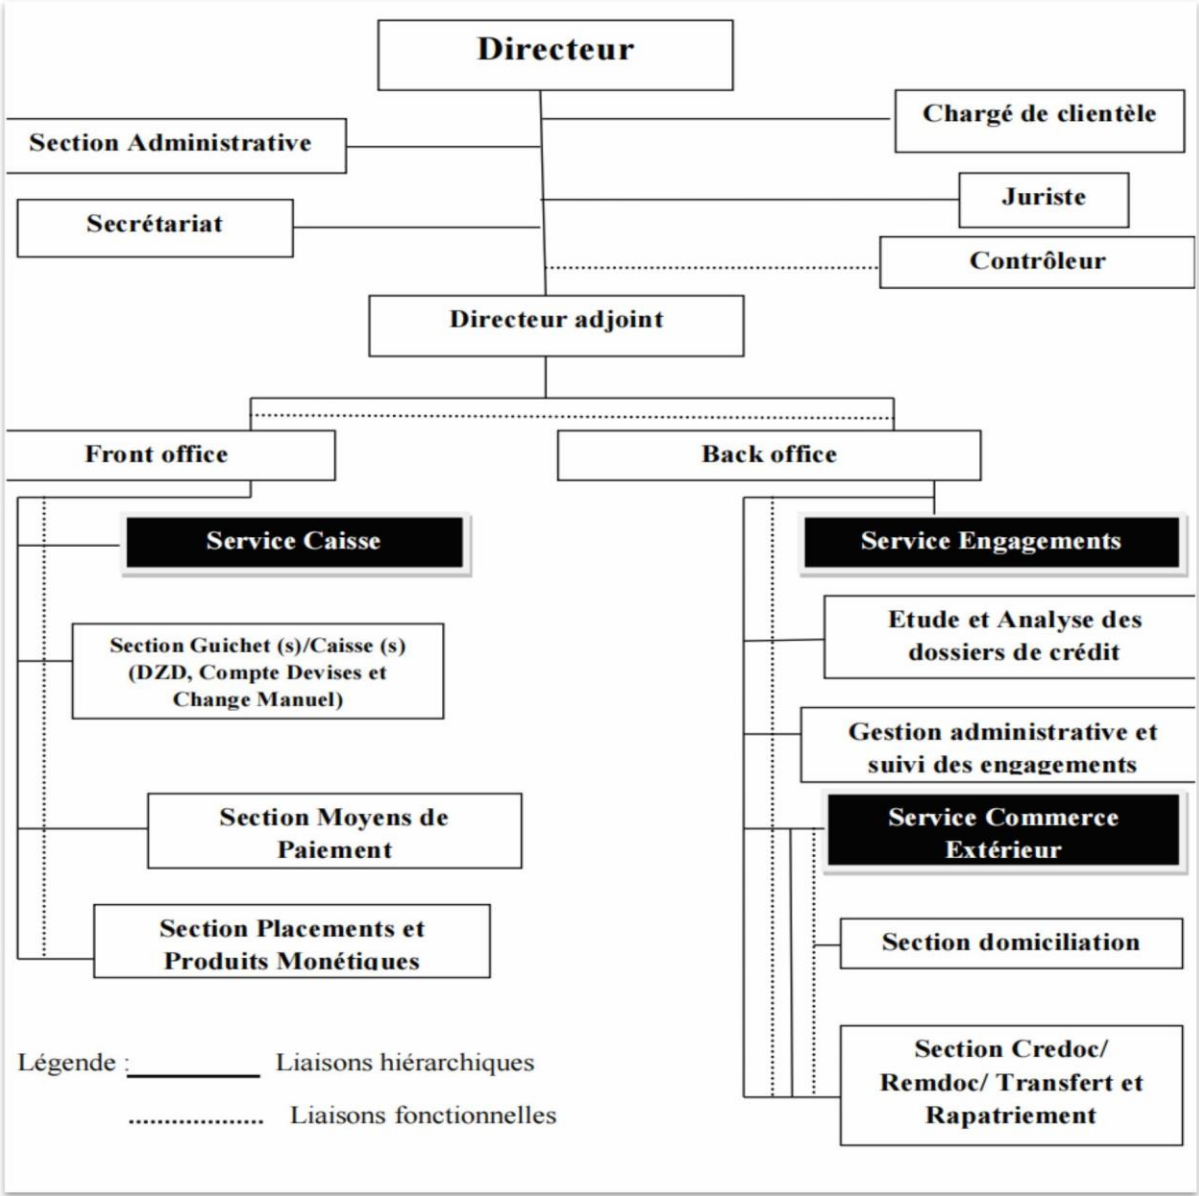 Directeur
Chargé de clientèle
Section Administrative
Juriste
Secrétariat
Contrôleur
Directeur adjoint
Front office
Back office
Service Caisse
Service Engagements
Section Guichet (s)/Caisse (s)
(DZD, Compte Devises et
Change Manuel)
Etude et Analyse des
dossiers de crédit
Gestion administrative et
suivi des engagements
Section Moyens de
Paiement
Service Commerce
Extérieur
Section Placements et
Produits Monétiques
Section domiciliation
Section Credoc/
Remdoc/ Transfert et
Rapatriement
Légende : Liaisons hiérarchiques
Liaisons fonctionnelles